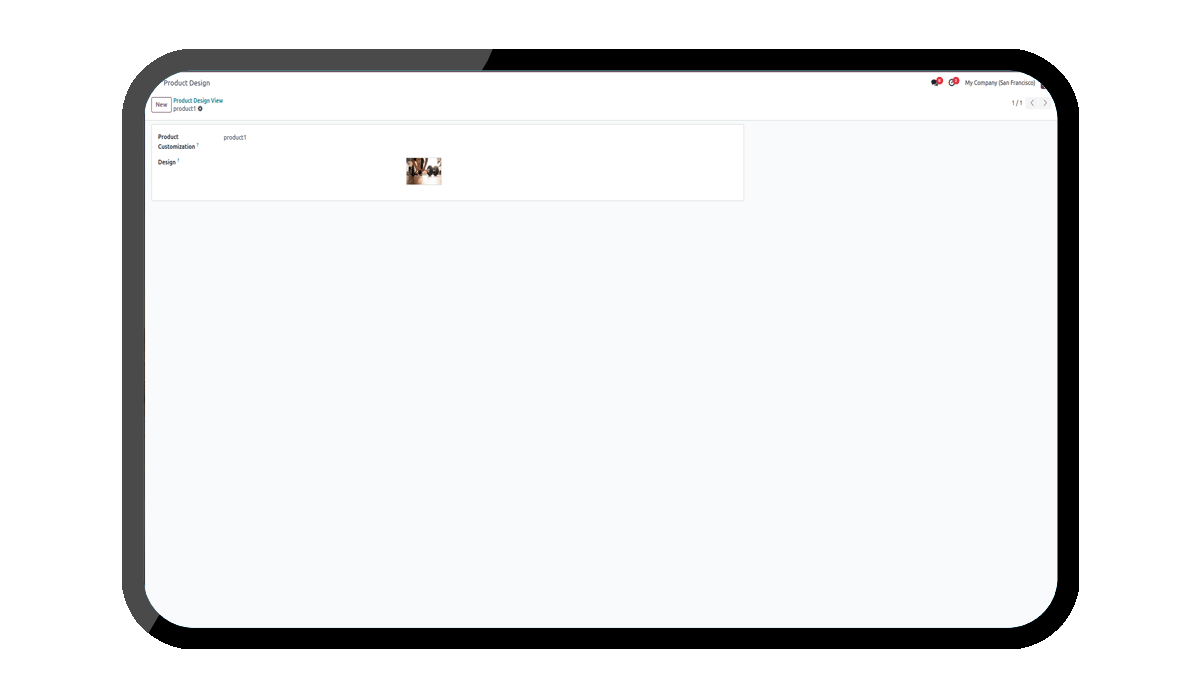 Product Design
My Company (San Francisco)
New
Product Design View
product1
1 / 1
Product
Customization ?
product1
Design ?